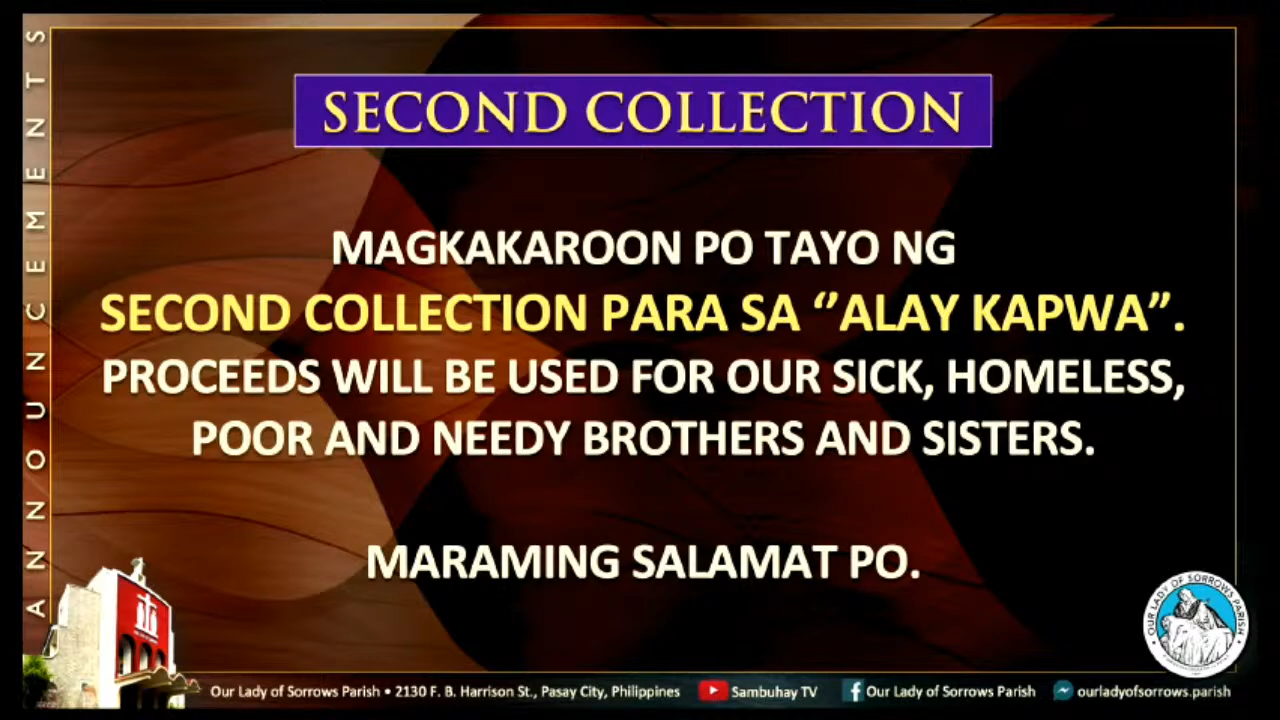 ANNOUNCEMENTS
SECOND COLLECTION
MAGKAKAROON PO TAYO NG
SECOND COLLECTION PARA SA “ALAY KAPWA”.
PROCEEDS WILL BE USED FOR OUR SICK, HOMELESS,
POOR AND NEEDY BROTHERS AND SISTERS.
MARAMING SALAMAT PO.
OUR LADY OF SORROWS PARISH
Our Lady of Sorrows Parish • 2130 F. B. Harrison St., Pasay City, Philippines Sambuhay TV Our Lady of Sorrows Parish ourladyofsorrows.parish